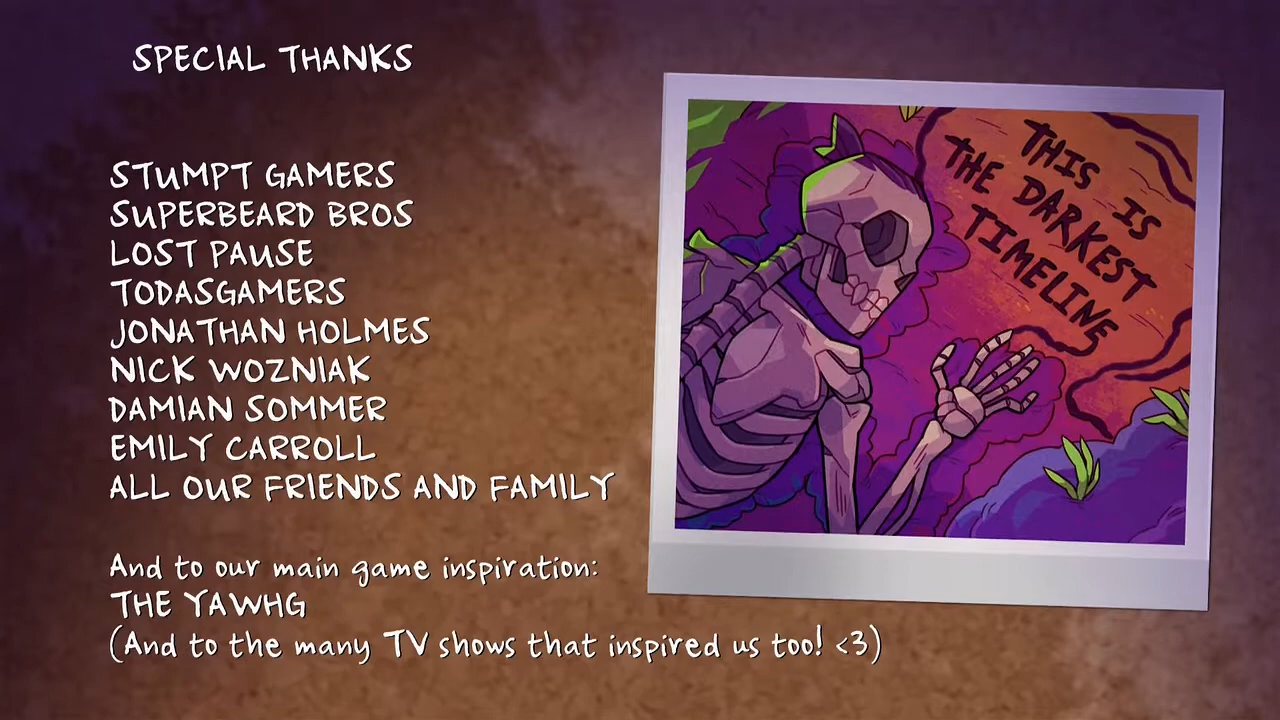 SPECIAL THANKS
STUMPT GAMERS
SUPERBEARD BROS
LOST PAUSE
TODASGAMERS
JONATHAN HOLMES
NICK WOZNIAK
DAMIAN SOMMER
EMILY CARROLL
ALL OUR FRIENDS AND FAMILY
And to our main game inspiration:
THE YAWHG
(And to the many TV shows that inspired us too! <3)
THIS IS
THE DARKEST
TIMELINE